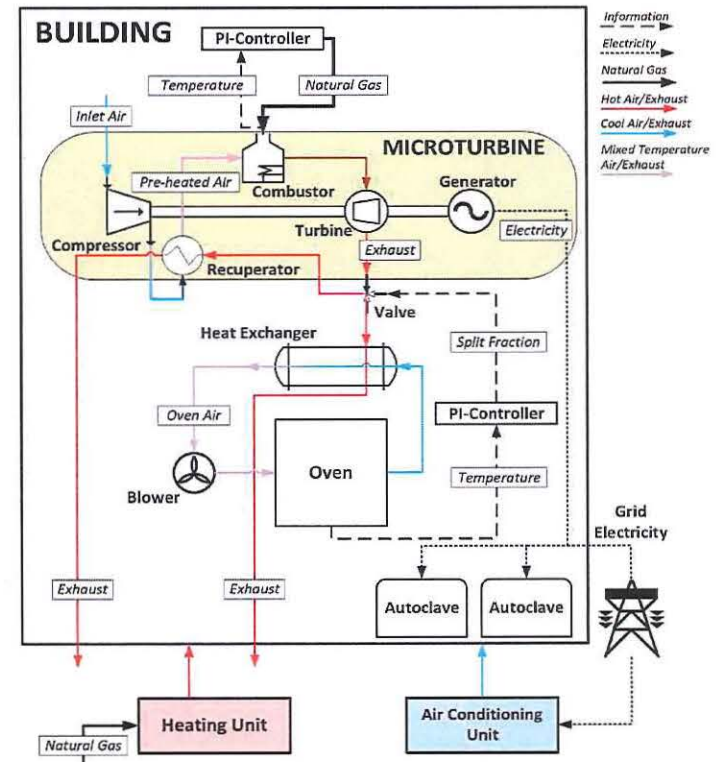 BUILDING
PI-Controller
Temperature
Natural Gas
Inlet Air
MICROTURBINE
Pre-heated Air
Combustor
Generator
Turbine
Electricity
Compressor
Exhaust
Recuperator
Valve
Heat Exchanger
Split Fraction
Oven Air
PI-Controller
Blower
Oven
Temperature
Grid
Electricity
Exhaust
Exhaust
Autoclave
Autoclave
Heating Unit
Natural Gas
Air Conditioning
Unit
Information
Electricity
Natural Gas
Hot Air/Exhaust
Cool Air/Exhaust
Mixed Temperature
Air/Exhaust